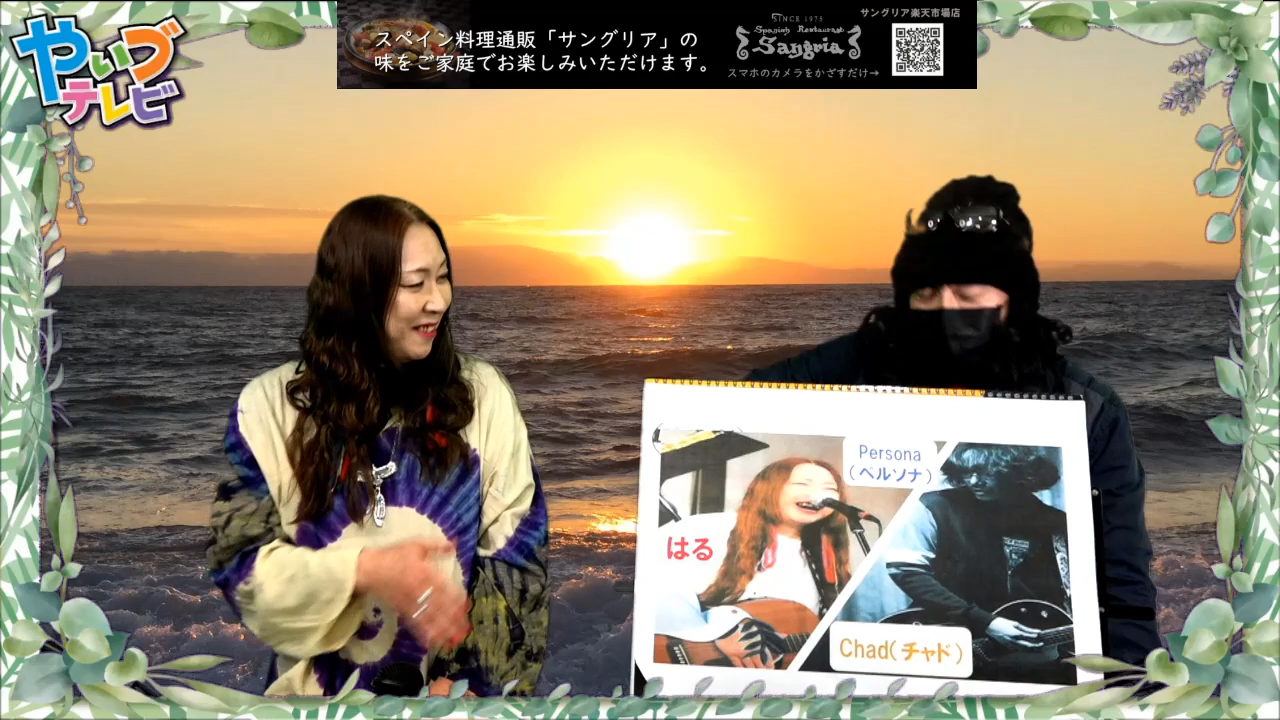 やいづ
テレビ
スペイン料理通販「サングリア」の
味をご家庭でお楽しみいただけます。
SINCE 1975
Spanish Restaurant
Sangria
サングリア楽天市場店
スマホのカメラをかざすだけ→
Persona
(ペルソナ)
はる
Chad(チャド)